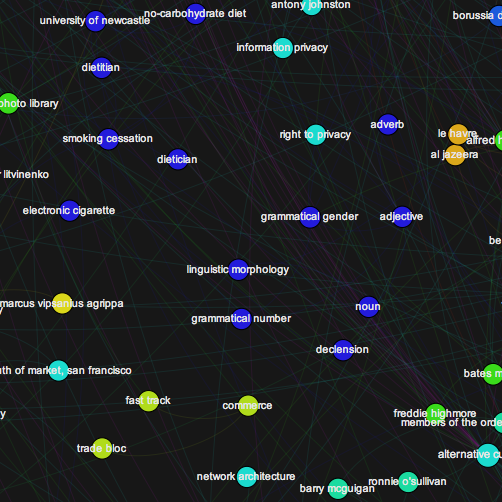 antony johnston
no-carbohydrate diet
university of newcastle
borussia d
information privacy
dietitian
photo library
adverb
le havre
right to privacy
smoking cessation
alfred h
al jazeera
dietician
litvinenko
electronic cigarette
grammatical gender
adjective
be
linguistic morphology
marcus vipsanius agrippa
noun
y
grammatical number
declension
th of market, san francisco
bates m
fast track
commerce
freddie highmore
y
members of the orde
trade bloc
alternative cu
network architecture
ronnie o'sullivan
barry mcguigan